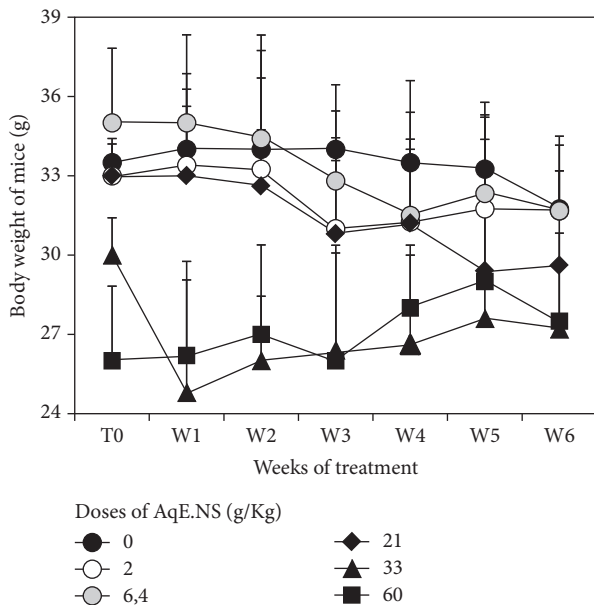 39
36
33
30
27
24
Body weight of mice (g)
T0 W1 W2 W3 W4 W5 W6
Weeks of treatment
Doses of AqE.NS (g/Kg)
0 21
2 33
6,4 60